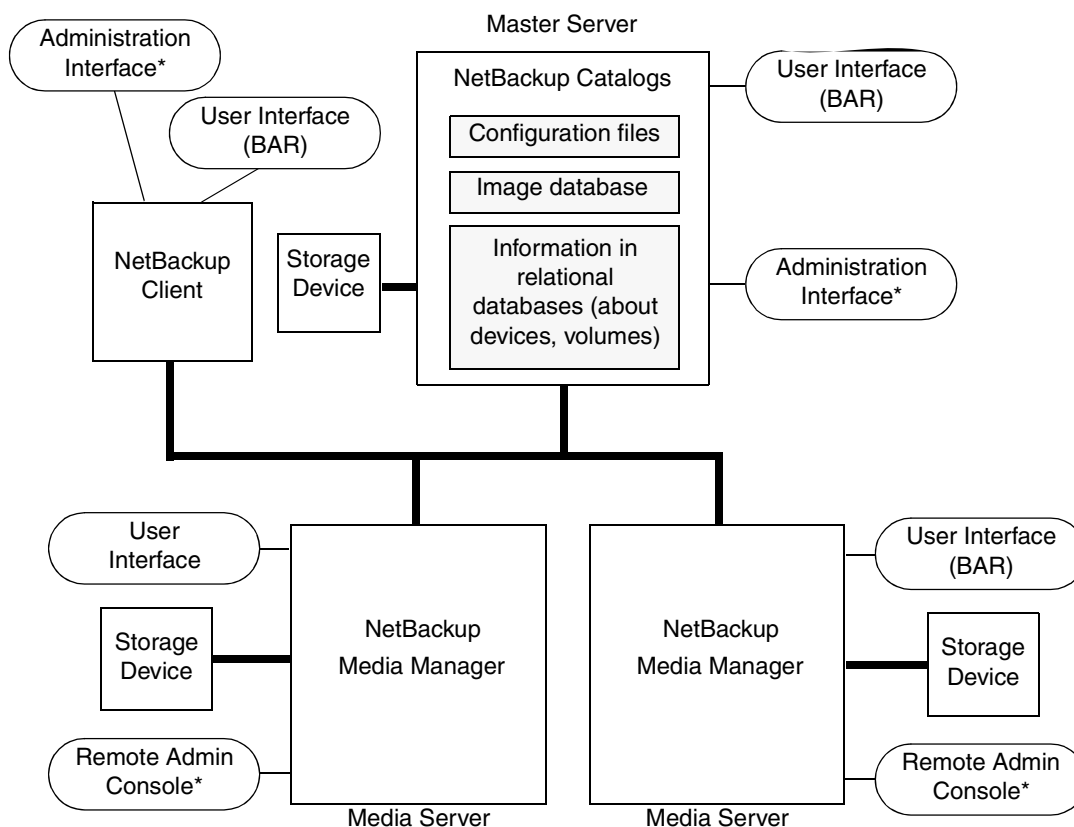 Master Server
Administration
Interface*
User Interface
(BAR)
NetBackup Catalogs
Configuration files
Image database
Information in
relational
databases (about
devices, volumes)
User Interface
(BAR)
Administration
Interface*
NetBackup
Client
Storage
Device
User
Interface
Storage
Device
Remote Admin
Console*
NetBackup
Media Manager
Media Server
NetBackup
Media Manager
Media Server
User Interface
(BAR)
Storage
Device
Remote Admin
Console*